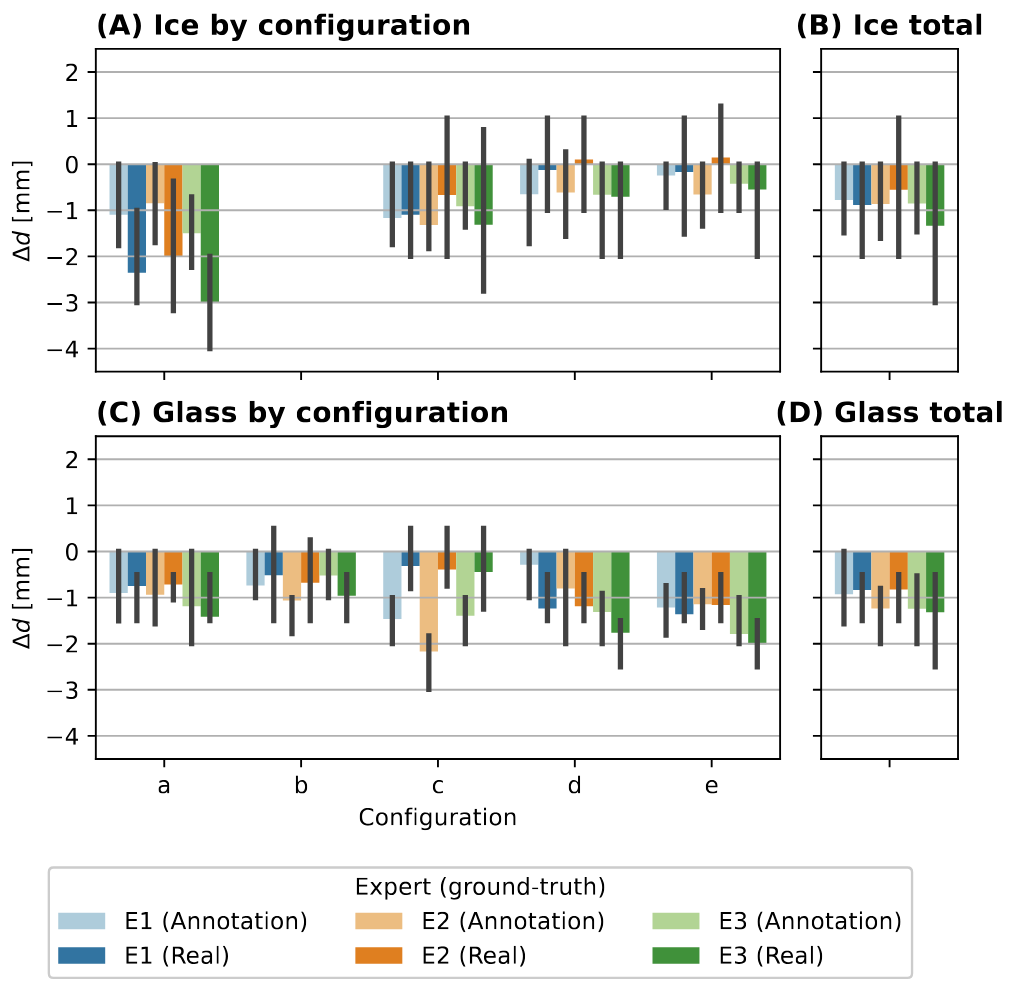 (A) Ice by configuration
(B) Ice total
2
1
0
−1
−2
−3
−4
Δd [mm]
(C) Glass by configuration
(D) Glass total
2
1
0
−1
−2
−3
−4
Δd [mm]
a b c d e
Configuration
Expert (ground-truth)
E1 (Annotation) E2 (Annotation) E3 (Annotation)
E1 (Real) E2 (Real) E3 (Real)